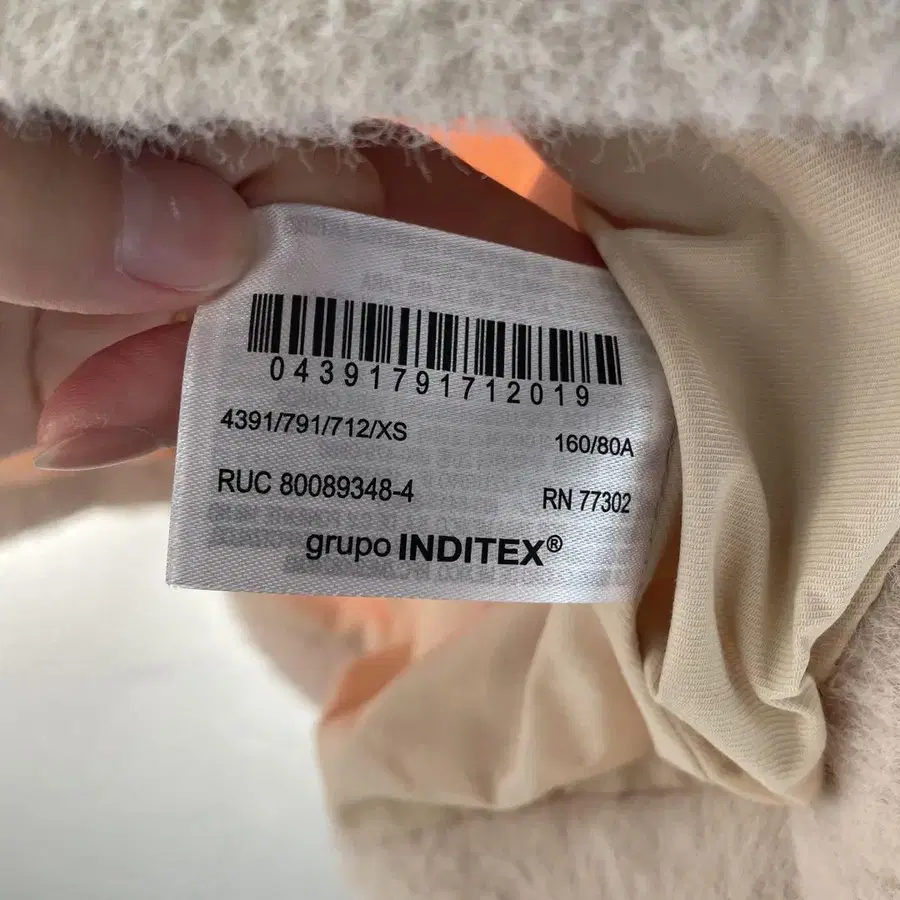 04391791712019
4391/791/712/XS 160/80A
RUC 80089348-4 RN 77302
grupo INDITEX®